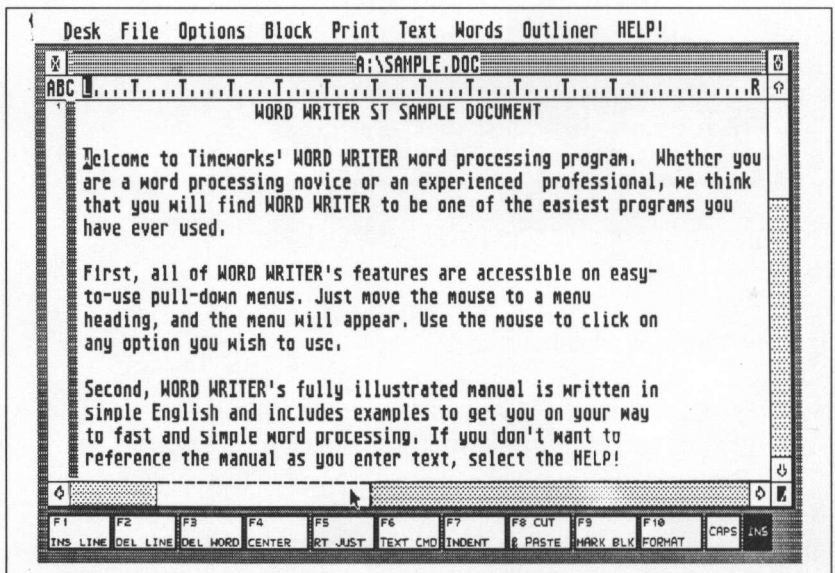 Desk File Options Block Print Text Words Outliner HELP!
A:\SAMPLE.DOC
ABC L....T....T....T....T....T....T....T....T....T....T....T..............R
1 WORD WRITER ST SAMPLE DOCUMENT
Welcome to Timeworks' WORD WRITER word processing program. Whether you
are a word processing novice or an experienced professional, we think
that you will find WORD WRITER to be one of the easiest programs you
have ever used.
First, all of WORD WRITER's features are accessible on easy-
to-use pull-down menus. Just move the mouse to a menu
heading, and the menu will appear. Use the mouse to click on
any option you wish to use.
Second, WORD WRITER's fully illustrated manual is written in
simple English and includes examples to get you on your way
to fast and simple word processing. If you don't want to
reference the manual as you enter text, select the HELP!
F1 F2 F3 F4 F5 F6 F7 F8 CUT F9 F10
INS LINE DEL LINE DEL WORD CENTER RT JUST TEXT CMD INDENT & PASTE MARK BLK FORMAT CAPS INS